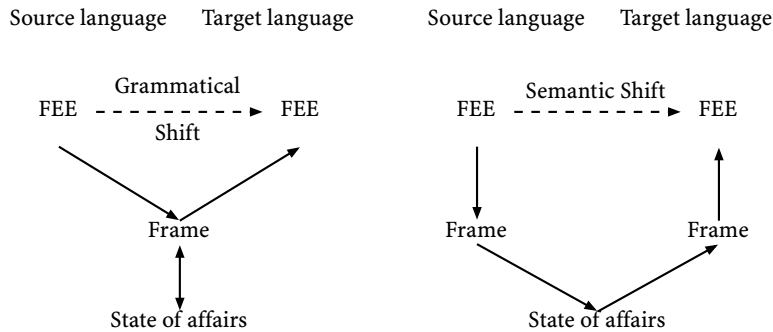 Source language Target language
Grammatical
FEE FEE
Shift
Frame
State of affairs
Source language Target language
Semantic Shift
FEE FEE
Frame Frame
State of affairs